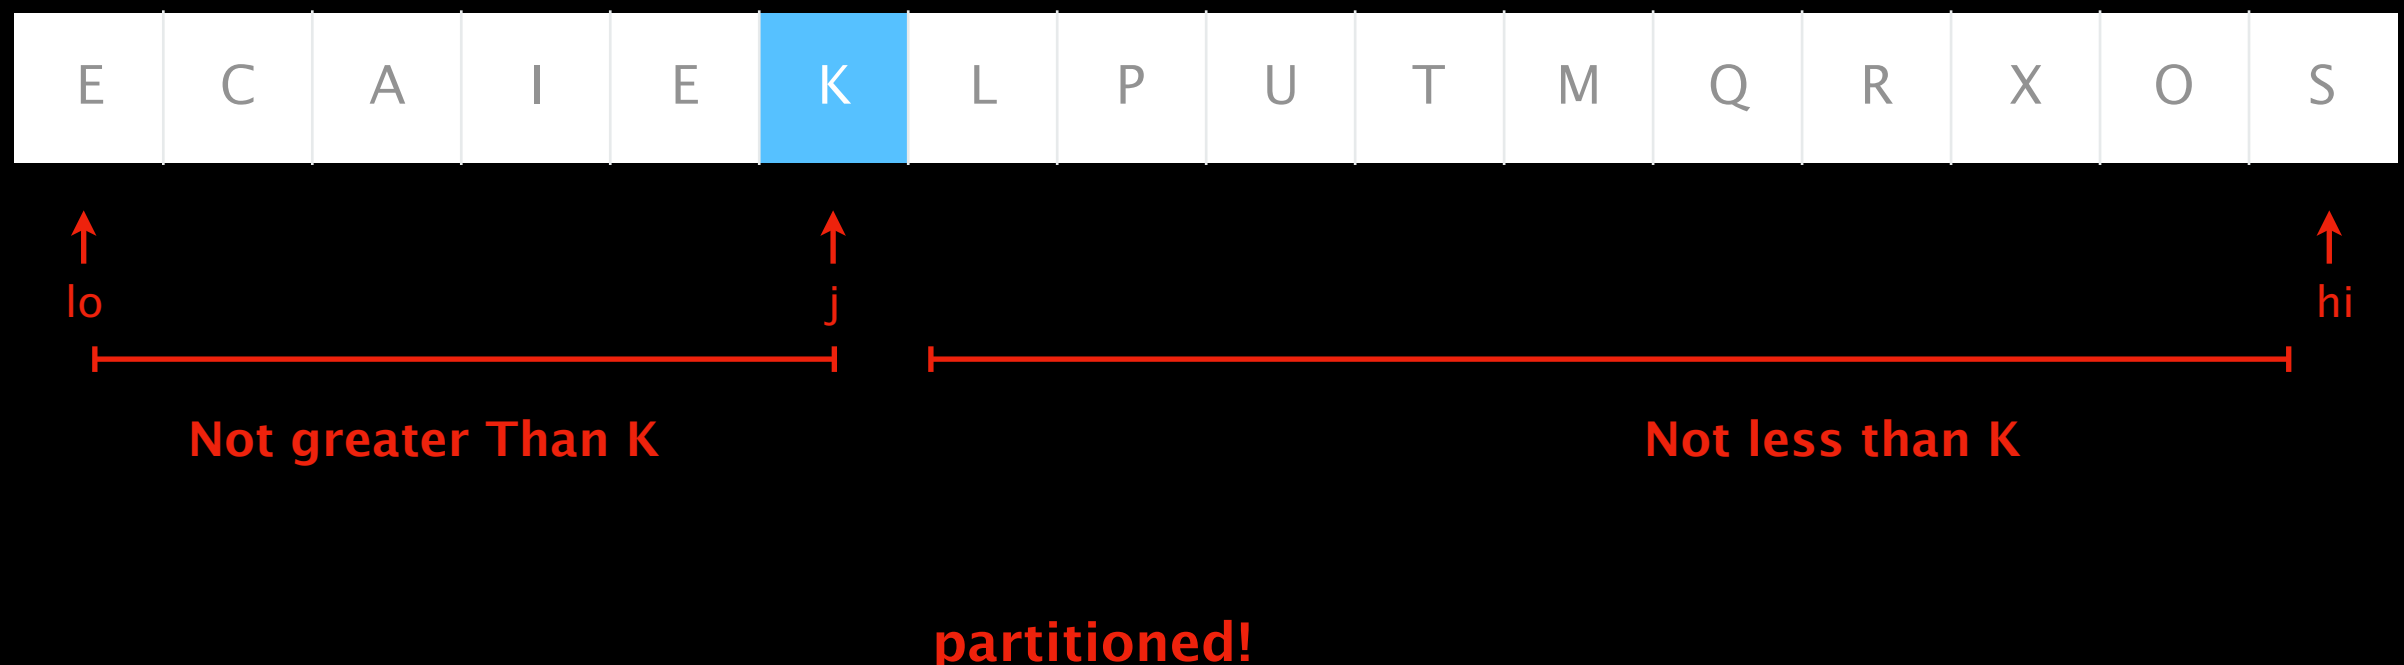 E C A I E K L P U T M Q R X O S
lo j hi
Not greater Than K Not less than K
partitioned!